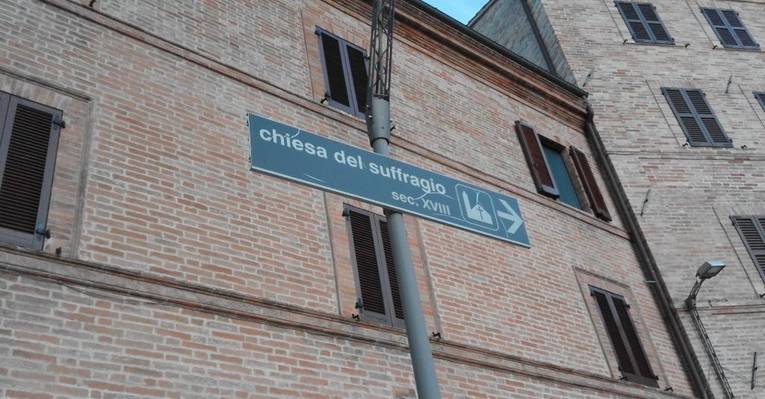 chiesa del suffragio
sec. XVIII